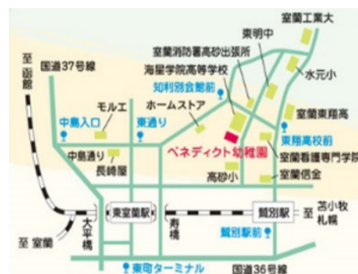 室蘭工業大
東明中
室蘭消防署高砂出張所
海星学院高等学校
水元小
国道37号線
至函館
知利別会館前
モルエ
ホームストア
中島入口
東通り
室蘭東翔高
東翔高校前
ベネディクト幼稚園
中島通り
長崎屋
室蘭看護専門学院
高砂小
室蘭信金
東室蘭駅
鷲別駅
至苫小牧
札幌
大平橋
寿橋
至室蘭
鷲別駅前
東町ターミナル
国道36号線